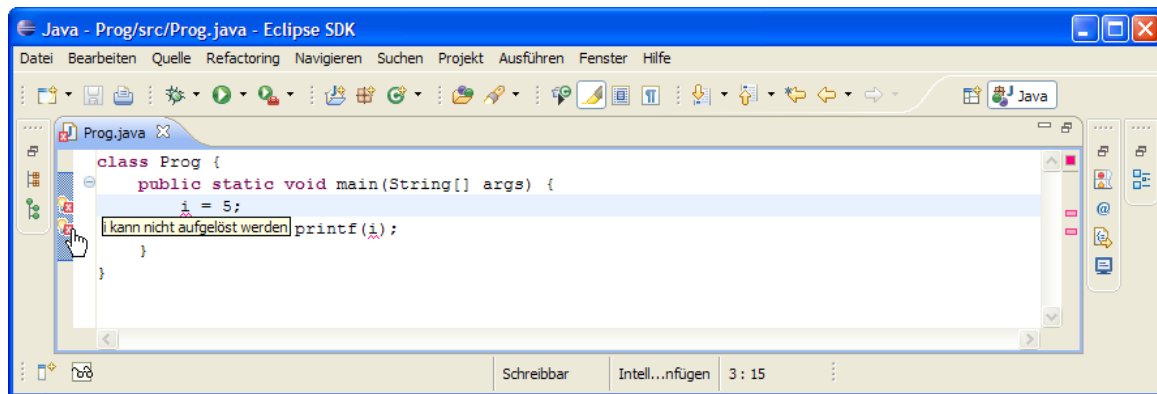 Java - Prog/src/Prog.java - Eclipse SDK
Datei Bearbeiten Quelle Refactoring Navigieren Suchen Projekt Ausführen Fenster Hilfe
Java
Prog.java
class Prog {
public static void main(String[] args) {
i = 5;
i kann nicht aufgelöst werden printf(i);
}
}
Schreibbar Intell...nfügen 3 : 15